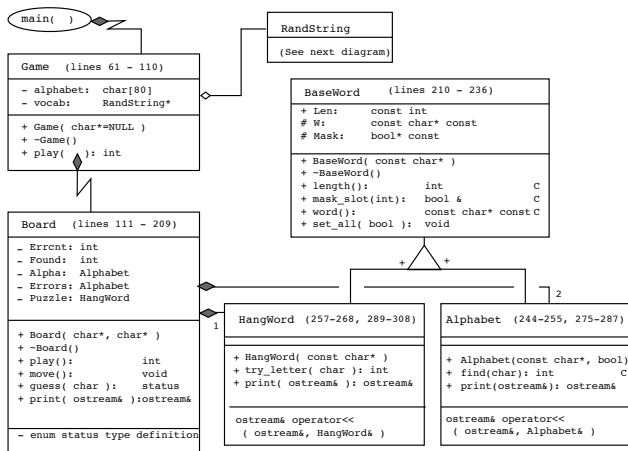 main(  )
RandString
(See next diagram)
Game (lines 61 - 110)
- alphabet: char[80]
- vocab: RandString*
+ Game( char*=NULL )
+ ~Game()
+ play(  ): int
BaseWord (lines 210 - 236)
+ Len: const int
# W: const char* const
# Mask: bool* const
+ BaseWord( const char* )
+ ~BaseWord()
+ length(): int C
+ mask_slot(int): bool & C
+ word(): const char* const C
+ set_all( bool ): void
+ +
Board (lines 111 - 209)
- Errcnt: int
- Found: int
- Alpha: Alphabet
- Errors: Alphabet
- Puzzle: HangWord
+ Board( char*, char* )
+ ~Board()
+ play(): int
+ move(): void
+ guess( char ): status
+ print( ostream& ):ostream&
- enum status type definition
1
2
HangWord (257-268, 289-308)
+ HangWord( const char* )
+ try_letter( char ): int
+ print( ostream& ): ostream&
ostream& operator<<
( ostream&, HangWord& )
Alphabet (244-255, 275-287)
+ Alphabet(const char*, bool)
+ find(char): int C
+ print(ostream&): ostream&
ostream& operator<<
( ostream&, Alphabet& )